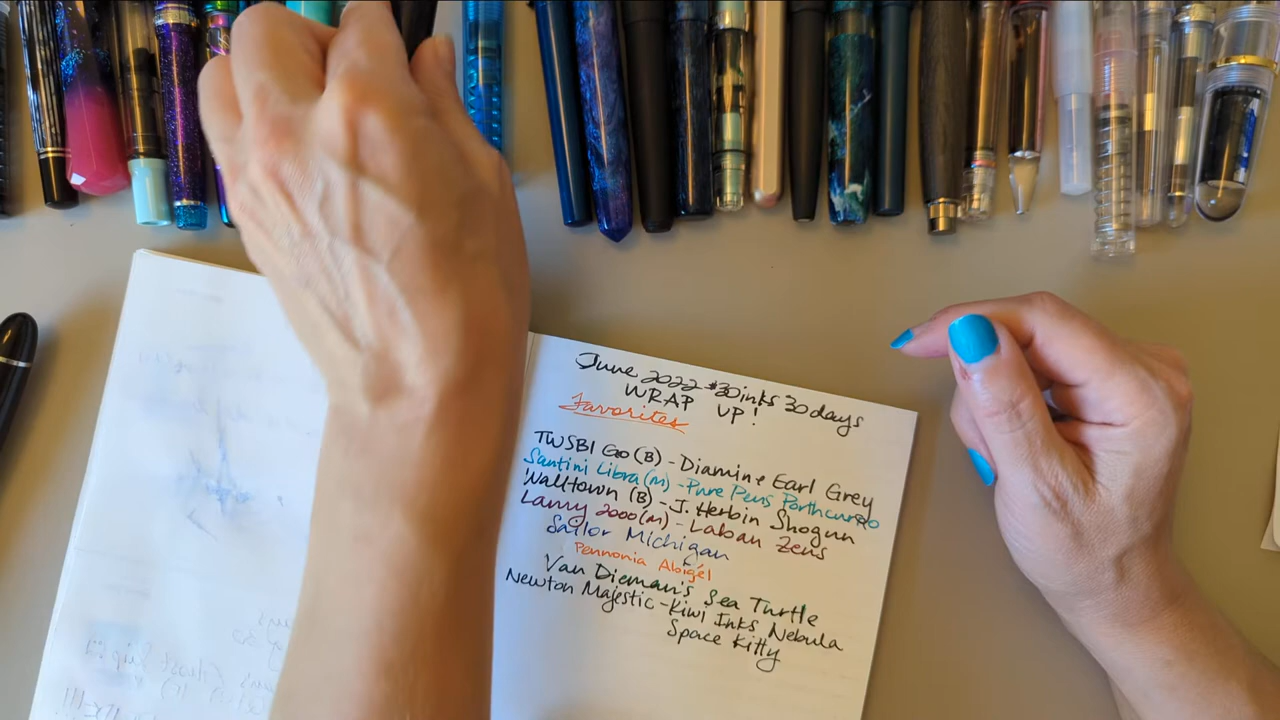 June 2022 #30inks 30days
WRAP UP!
Favorites
TWSBI Go (B) - Diamine Earl Grey
Santini Libra (M) - Pure Pens Porthcurno
Walltown (B) - J. Herbin Shogun
Lamy 2000 (M) - Laban Zeus
Sailor Michigan
Pennonia Abigél
Van Dieman's Sea Turtle
Newton Majestic - Kiwi Inks Nebula
Space Kitty